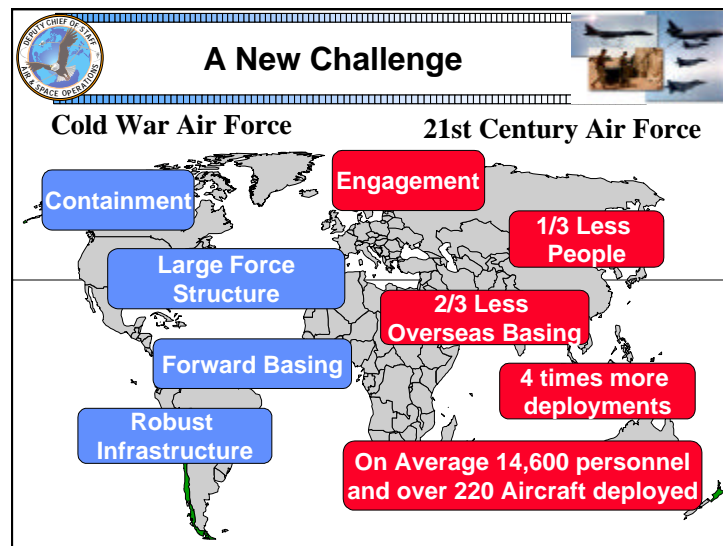 DEPUTY CHIEF OF STAFF
AIR & SPACE OPERATIONS
A New Challenge
Cold War Air Force
21st Century Air Force
Containment
Large Force
Structure
Forward Basing
Robust
Infrastructure
Engagement
1/3 Less
People
2/3 Less
Overseas Basing
4 times more
deployments
On Average 14,600 personnel
and over 220 Aircraft deployed